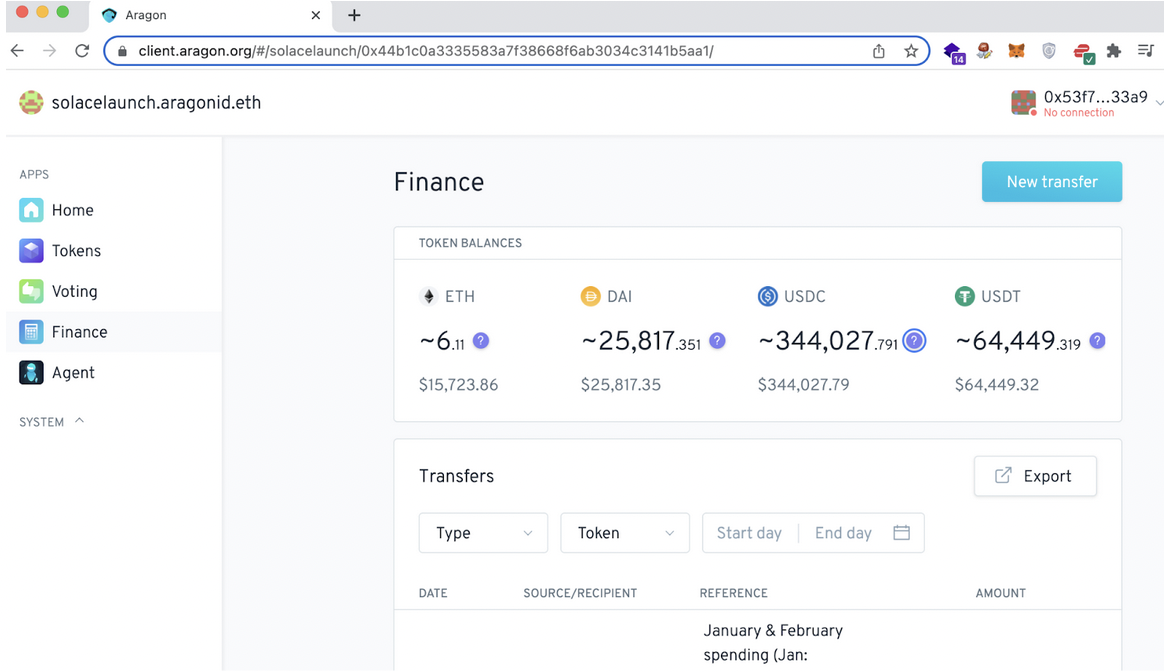 Aragon
client.aragon.org/#/solacelaunch/0x44b1c0a3335583a7f38668f6ab3034c3141b5aa1/
14
solacelaunch.aragonid.eth
0x53f7...33a9
No connection
APPS
Home
Tokens
Voting
Finance
Agent
SYSTEM
Finance
New transfer
TOKEN BALANCES
ETH DAI USDC USDT
~6.11 ? ~25,817.351 ? ~344,027.791 ? ~64,449.319 ?
$15,723.86 $25,817.35 $344,027.79 $64,449.32
Transfers
Export
Type Token Start day End day
DATE SOURCE/RECIPIENT REFERENCE AMOUNT
January & February
spending (Jan: